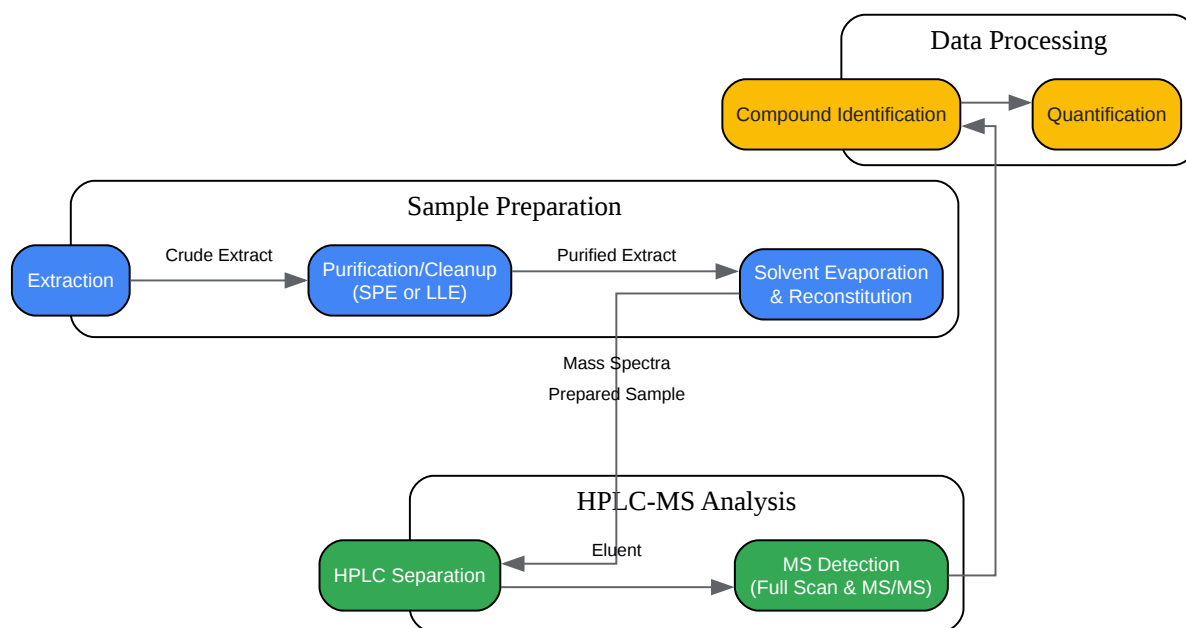 Data Processing
Compound Identification
Quantification
Sample Preparation
Extraction
Crude Extract
Purification/Cleanup
(SPE or LLE)
Purified Extract
Solvent Evaporation
& Reconstitution
Mass Spectra
Prepared Sample
HPLC-MS Analysis
HPLC Separation
Eluent
MS Detection
(Full Scan & MS/MS)